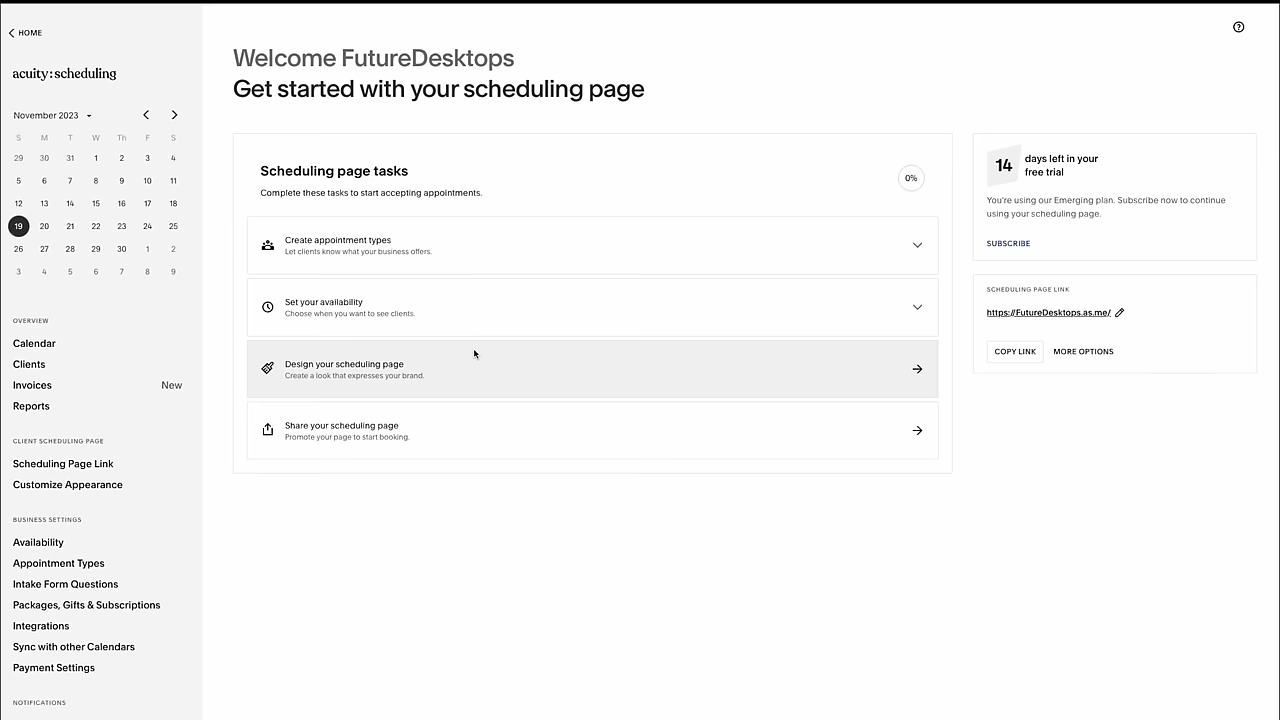 HOME
acuity:scheduling
November 2023
S M T W Th F S
29 30 31 1 2 3 4
5 6 7 8 9 10 11
12 13 14 15 16 17 18
19 20 21 22 23 24 25
26 27 28 29 30 1 2
3 4 5 6 7 8 9
OVERVIEW
Calendar
Clients
Invoices New
Reports
CLIENT SCHEDULING PAGE
Scheduling Page Link
Customize Appearance
BUSINESS SETTINGS
Availability
Appointment Types
Intake Form Questions
Packages, Gifts & Subscriptions
Integrations
Sync with other Calendars
Payment Settings
NOTIFICATIONS
Welcome FutureDesktops
Get started with your scheduling page
Scheduling page tasks
Complete these tasks to start accepting appointments.
0%
Create appointment types
Let clients know what your business offers.
Set your availability
Choose when you want to see clients.
Design your scheduling page
Create a look that expresses your brand.
Share your scheduling page
Promote your page to start booking.
14 days left in your
free trial
You're using our Emerging plan. Subscribe now to continue
using your scheduling page.
SUBSCRIBE
SCHEDULING PAGE LINK
https://FutureDesktops.as.me/
COPY LINK MORE OPTIONS